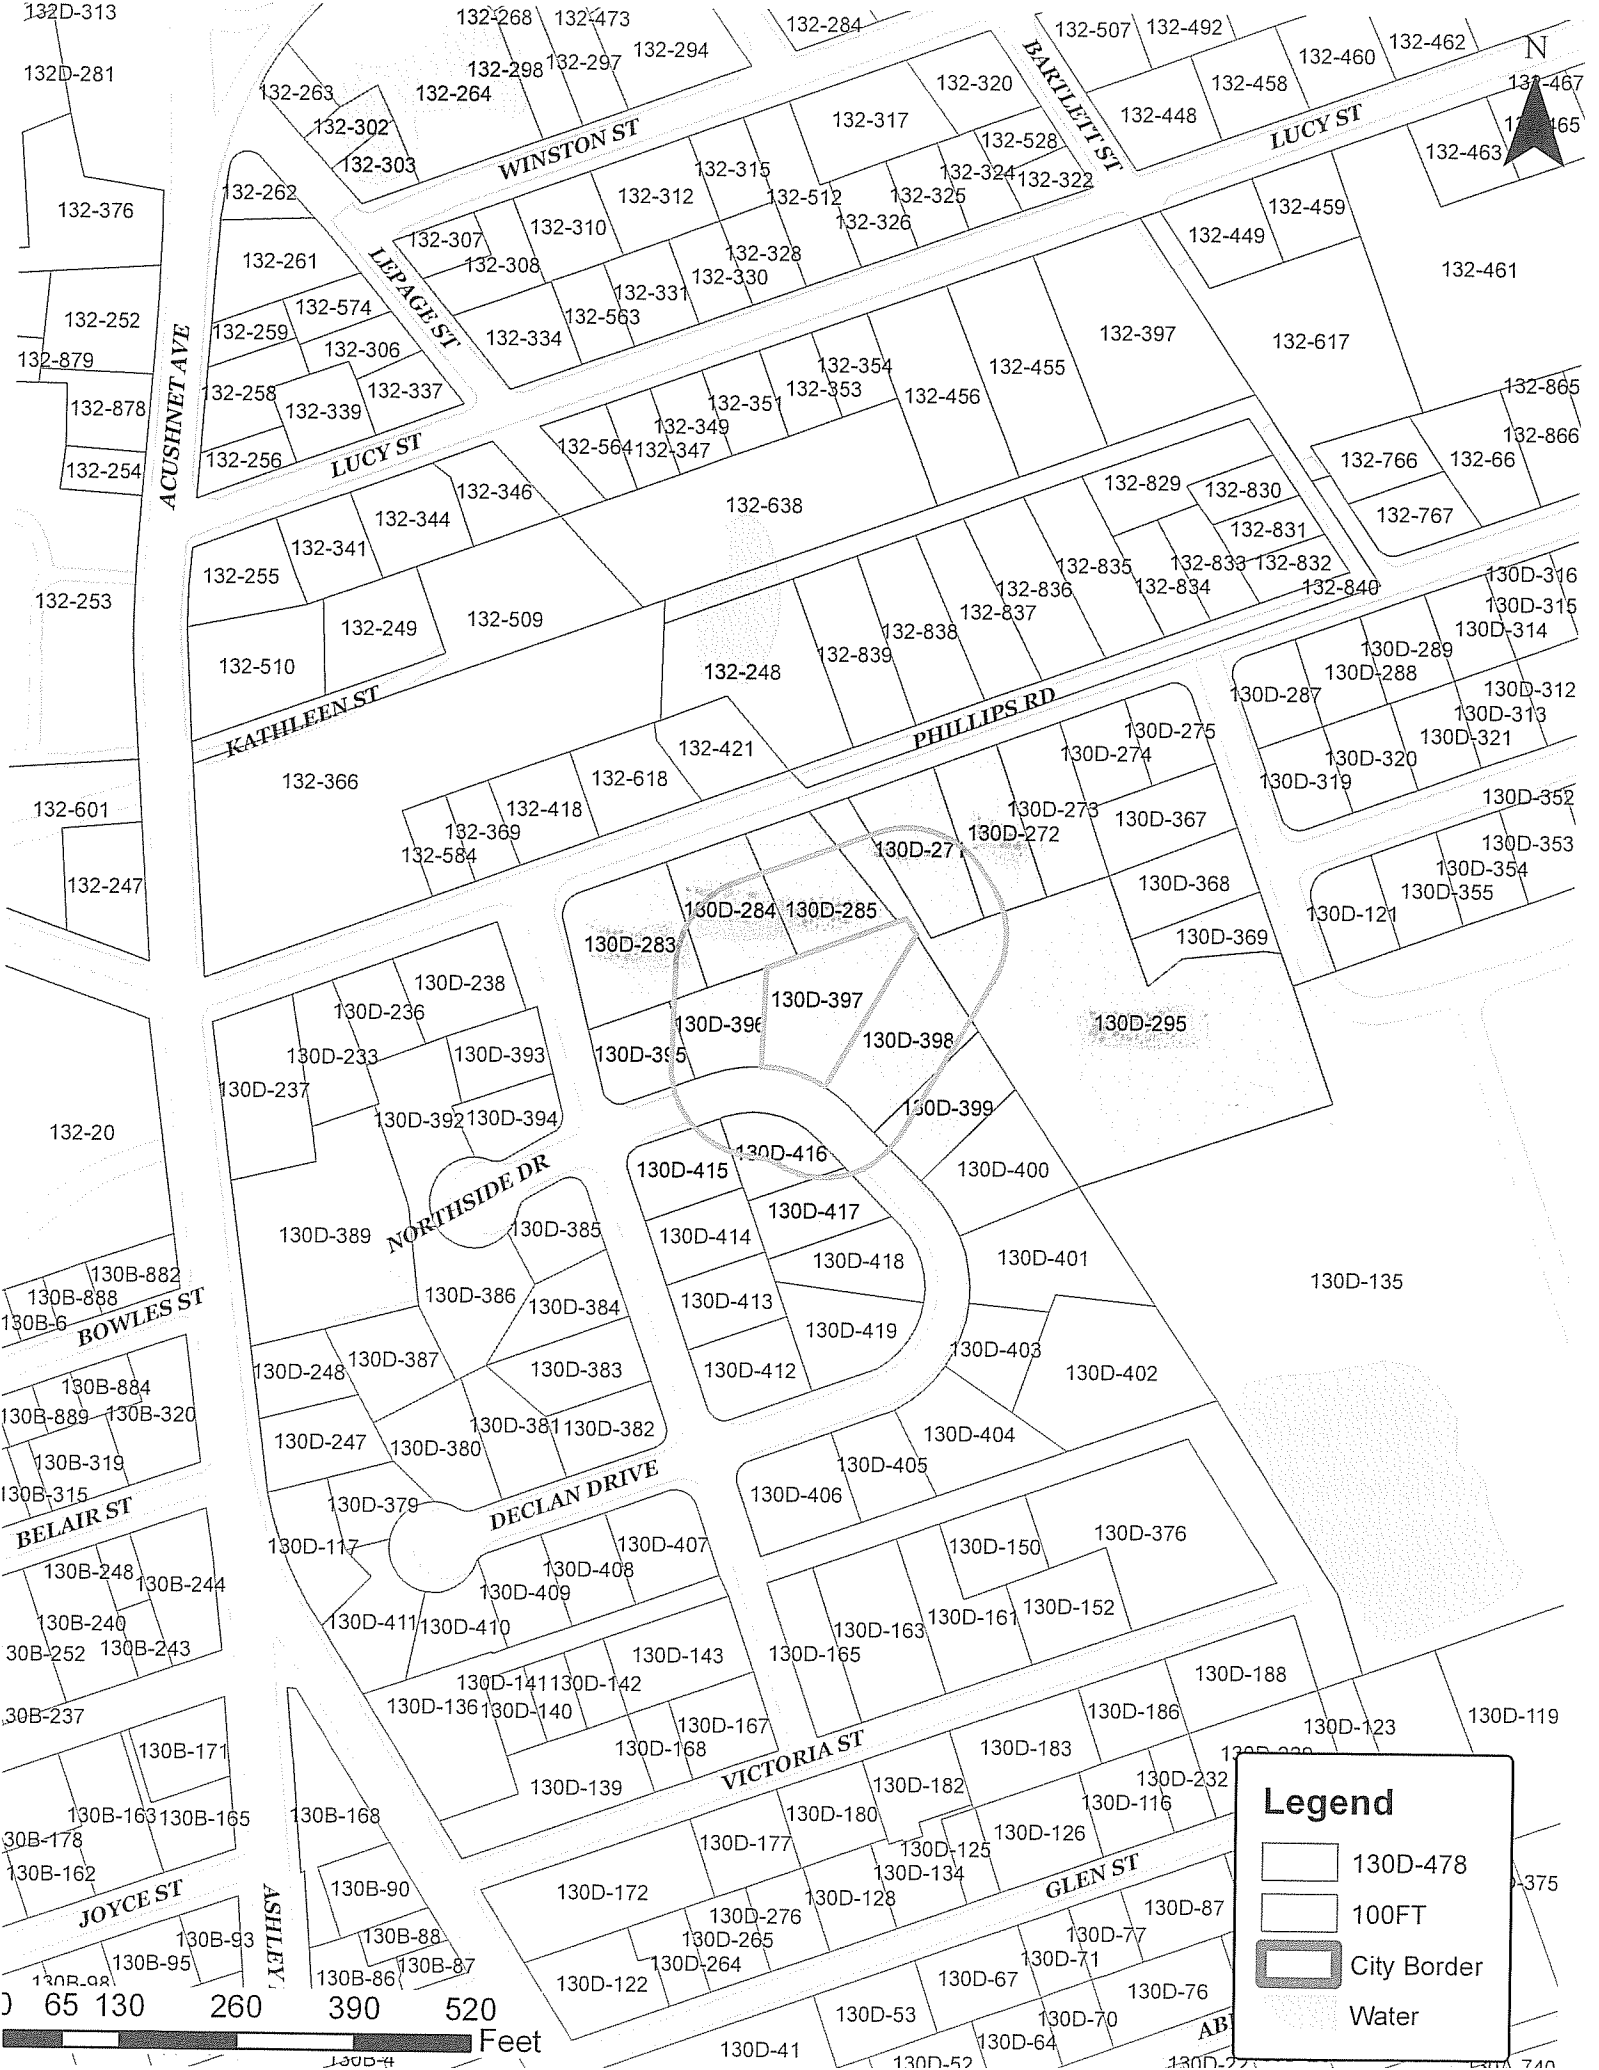 132D-313
132-268 132-473
132-284
132-507 132-492
132-294
132-460 132-462
N
132D-281
132-298 132-297
132-458
132-467
132-263
132-264
132-320
132-317
132-448
LUCY ST
132-302
BARTLETT ST
WINSTON ST
132-528
132-463
132-303
132-315
132-324
132-322
132-262
132-312
132-512
132-325
132-459
132-376
132-326
132-310
132-449
132-307
132-328
132-261
132-308
132-330
132-461
LEPAGE ST
132-331
132-574
132-252
132-563
132-259
132-334
132-397
132-617
132-879
132-306
132-354
132-455
ACUSHNET AVE
132-258
132-337
132-353
132-456
132-865
132-878
132-339
132-351
132-349
132-866
LUCY ST
132-564
132-347
132-766
132-66
132-254
132-256
132-829
132-830
132-346
132-638
132-767
132-344
132-831
132-341
132-255
132-835
132-833
132-832
130D-316
132-253
132-836
132-834
132-840
130D-315
132-249
132-509
132-837
130D-314
132-838
130D-289
132-839
132-510
132-248
130D-288
130D-312
130D-287
KATHLEEN ST
PHILLIPS RD
130D-313
132-421
130D-275
130D-321
132-366
132-618
130D-274
130D-320
130D-319
132-601
132-418
130D-273
130D-367
130D-352
132-369
130D-272
130D-271
130D-353
132-584
132-247
130D-368
130D-354
130D-355
130D-284 130D-285
130D-121
130D-283
130D-369
130D-238
130D-397
130D-236
130D-396
130D-295
130D-398
130D-233
130D-393
130D-395
130D-237
130D-399
132-20
130D-392 130D-394
130D-416
130D-415
130D-400
NORTHSIDE DR
130D-417
130D-389
130D-385
130D-414
130D-418
130D-401
130B-882
130D-135
130B-888
130D-386
130D-384
130D-413
130B-6
BOWLES ST
130D-419
130D-403
130D-248 130D-387
130D-383
130D-412
130D-402
130B-884
130B-889 130B-320
130D-381 130D-382
130D-404
130D-247
130D-380
130B-319
130D-405
130B-315
DECLAN DRIVE
130D-406
130D-379
BELAIR ST
130D-376
130D-117
130D-407
130D-150
130B-248
130D-408
130B-244
130D-409
130B-240
130D-411 130D-410
130D-163
130D-161
130D-152
30B-252
130B-243
130D-143
130D-165
130D-141 130D-142
130D-188
130D-136 130D-140
130D-186
30B-237
130D-167
130D-123
130D-119
130B-171
130D-168
VICTORIA ST
130D-183
130D-139
130D-182
130D-232
130B-163 130B-165
130B-168
130D-180
130D-116
30B-178
130D-177
130D-126
130D-125
130B-162
130D-134
JOYCE ST
130B-90
130D-172
130D-128
GLEN ST
130D-87
ASHLEY
130B-93
130B-88
130D-276
130D-77
130D-265
130B-95
130B-87
130D-71
130B-86
130D-264
130D-67
130B-98
130D-122
130D-76
130D-53
130D-70
130D-64
130D-41
130D-52
Legend
130D-478
100FT
City Border
Water
0 65 130 260 390 520
Feet